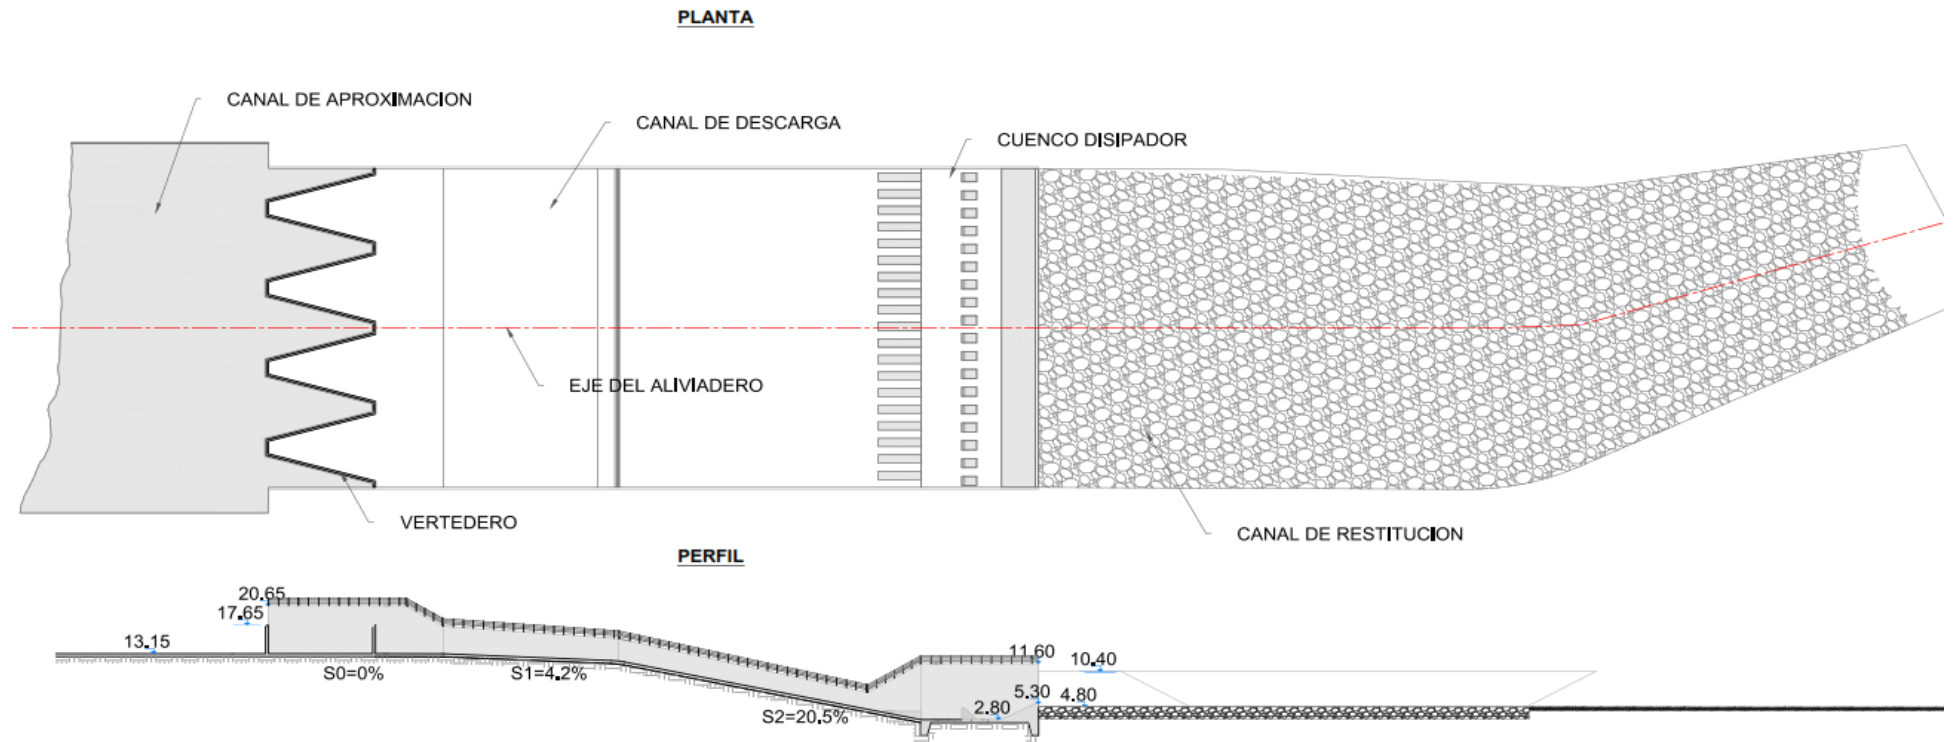 PLANTA
CANAL DE APROXIMACION
CANAL DE DESCARGA
CUENCO DISIPADOR
EJE DEL ALIVIADERO
VERTEDERO
CANAL DE RESTITUCION
PERFIL
20.65
17.65
13.15
S0=0%
S1=4.2%
S2=20.5%
11.60
10.40
5.30
4.80
2.80